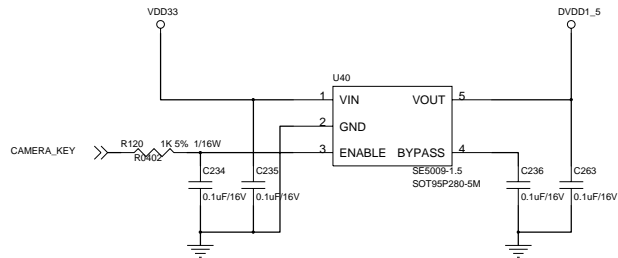 VDD33
DVDD1_5
U40
1 VIN VOUT 5
2 GND
R120 1K 5% 1/16W
CAMERA_KEY
R0402
3 ENABLE BYPASS 4
C234 C235 SE5009-1.5 C236 C263
SOT95P280-5M
0.1uF/16V 0.1uF/16V 0.1uF/16V 0.1uF/16V